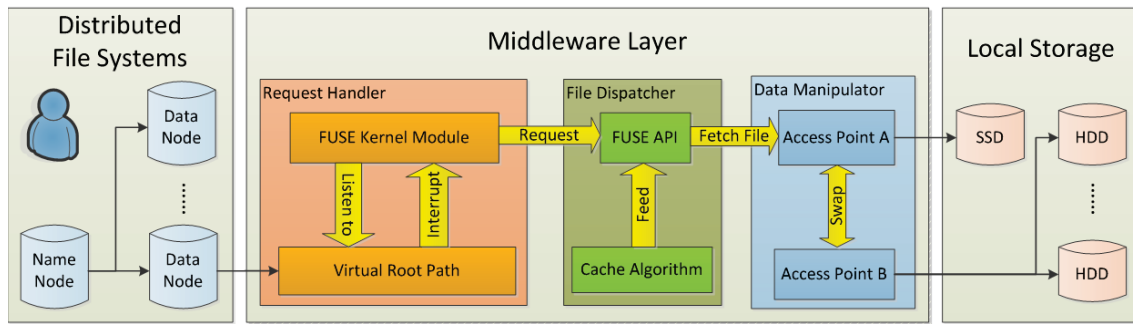 Distributed
File Systems
Data
Node
......
Name
Node
Data
Node
Middleware Layer
Request Handler
FUSE Kernel Module
Listen to
Interrupt
Virtual Root Path
Request
File Dispatcher
FUSE API
Feed
Cache Algorithm
Fetch File
Data Manipulator
Access Point A
Swap
Access Point B
Local Storage
SSD
HDD
......
HDD